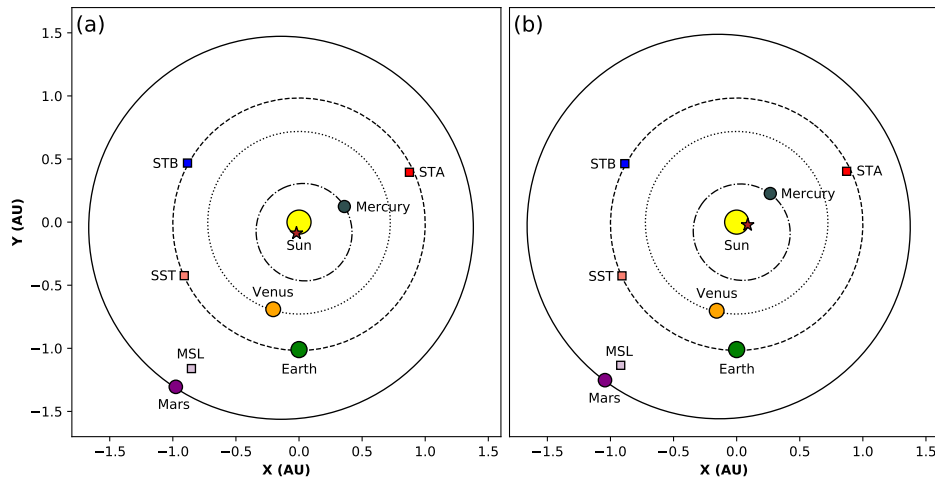 (a)
(b)
1.5
1.0
0.5
0.0
−0.5
−1.0
−1.5
Y (AU)
STB
STA
Mercury
Sun
SST
Venus
MSL
Earth
Mars
STB
STA
Mercury
Sun
SST
Venus
MSL
Earth
Mars
−1.5 −1.0 −0.5 0.0 0.5 1.0 1.5
−1.5 −1.0 −0.5 0.0 0.5 1.0 1.5
X (AU)
X (AU)